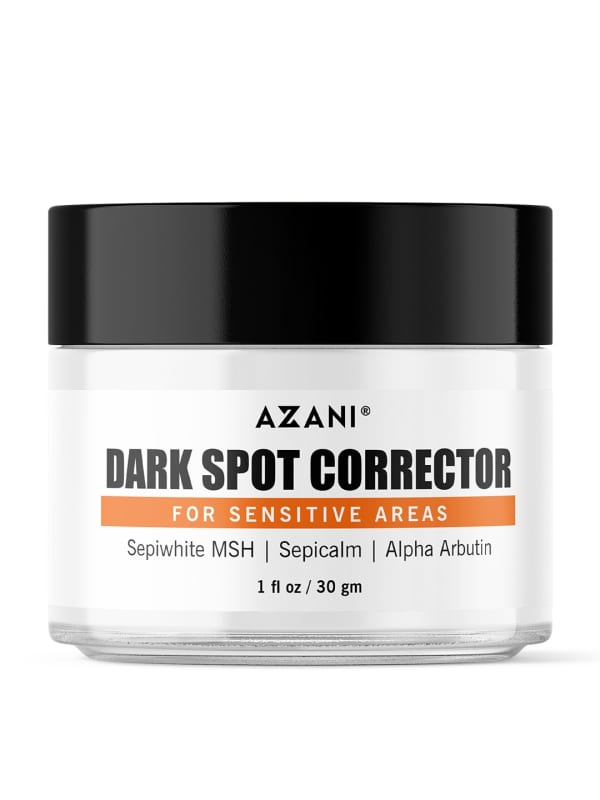 AZANI®
DARK SPOT CORRECTOR
FOR SENSITIVE AREAS
Sepiwhite MSH | Sepicalm | Alpha Arbutin
1 fl oz / 30 gm